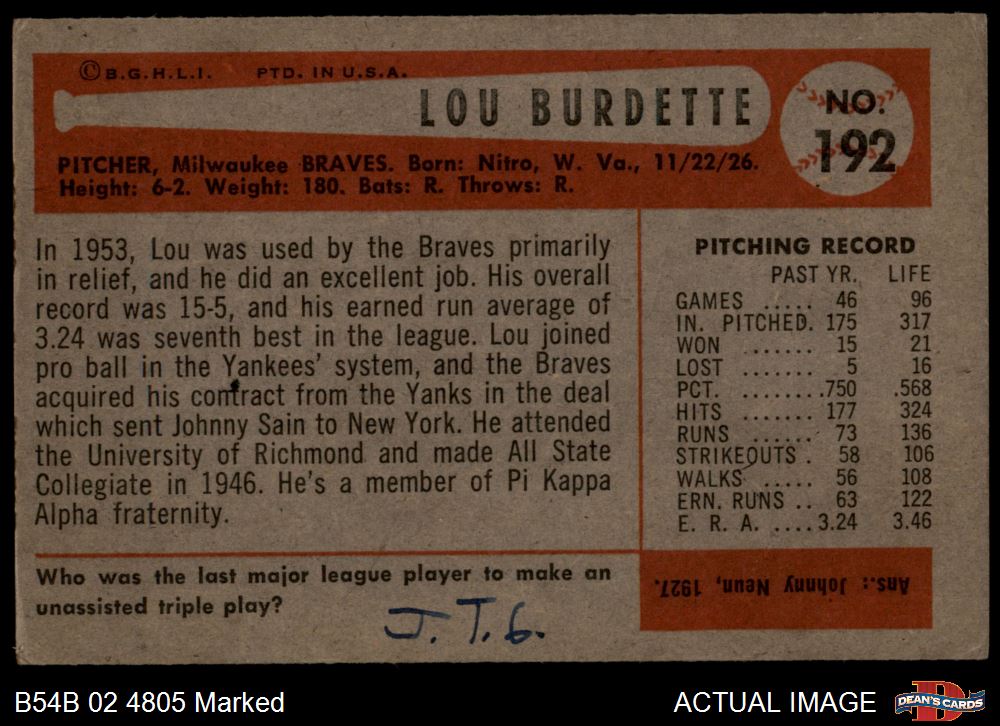 © B.G.H.L.I. PTD. IN U.S.A.
LOU BURDETTE
NO. 192
PITCHER, Milwaukee BRAVES. Born: Nitro, W. Va., 11/22/26.
Height: 6-2. Weight: 180. Bats: R. Throws: R.
In 1953, Lou was used by the Braves primarily
in relief, and he did an excellent job. His overall
record was 15-5, and his earned run average of
3.24 was seventh best in the league. Lou joined
pro ball in the Yankees' system, and the Braves
acquired his contract from the Yanks in the deal
which sent Johnny Sain to New York. He attended
the University of Richmond and made All State
Collegiate in 1946. He's a member of Pi Kappa
Alpha fraternity.
PITCHING RECORD
PAST YR. LIFE
GAMES ..... 46 96
IN. PITCHED. 175 317
WON ....... 15 21
LOST ....... 5 16
PCT. ........ .750 .568
HITS ...... 177 324
RUNS ...... 73 136
STRIKEOUTS . 58 106
WALKS ..... 56 108
ERN. RUNS .. 63 122
E. R. A. .... 3.24 3.46
Who was the last major league player to make an
unassisted triple play?
J.T.G.
Ans.: Johnny Neun, 1927.
B54B 02 4805 Marked
ACTUAL IMAGE
D
DEAN'S CARDS